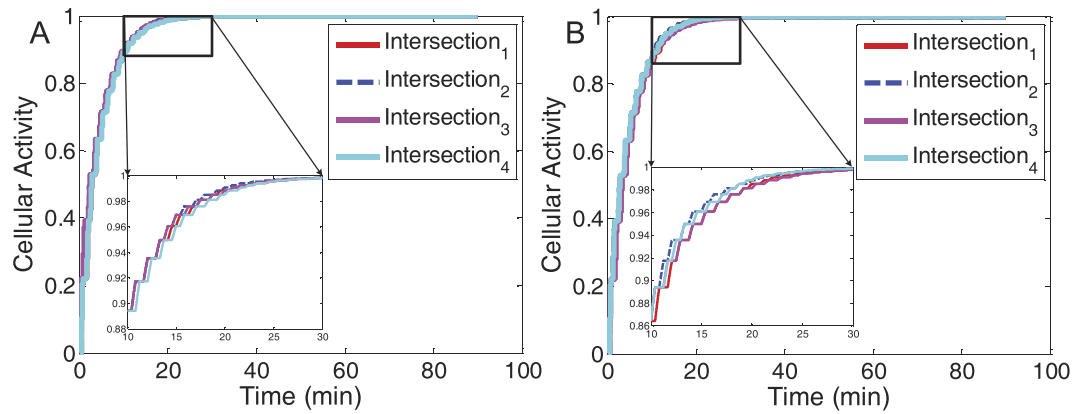 A
Cellular Activity
1
0.8
0.6
0.4
0.2
0
0 20 40 60 80 100
Time (min)
Intersection1
Intersection2
Intersection3
Intersection4
1
0.98
0.96
0.94
0.92
0.9
0.88
10 15 20 25 30
B
Cellular Activity
1
0.8
0.6
0.4
0.2
0
0 20 40 60 80 100
Time (min)
Intersection1
Intersection2
Intersection3
Intersection4
1
0.98
0.96
0.94
0.92
0.9
0.88
0.86
10 15 20 25 30